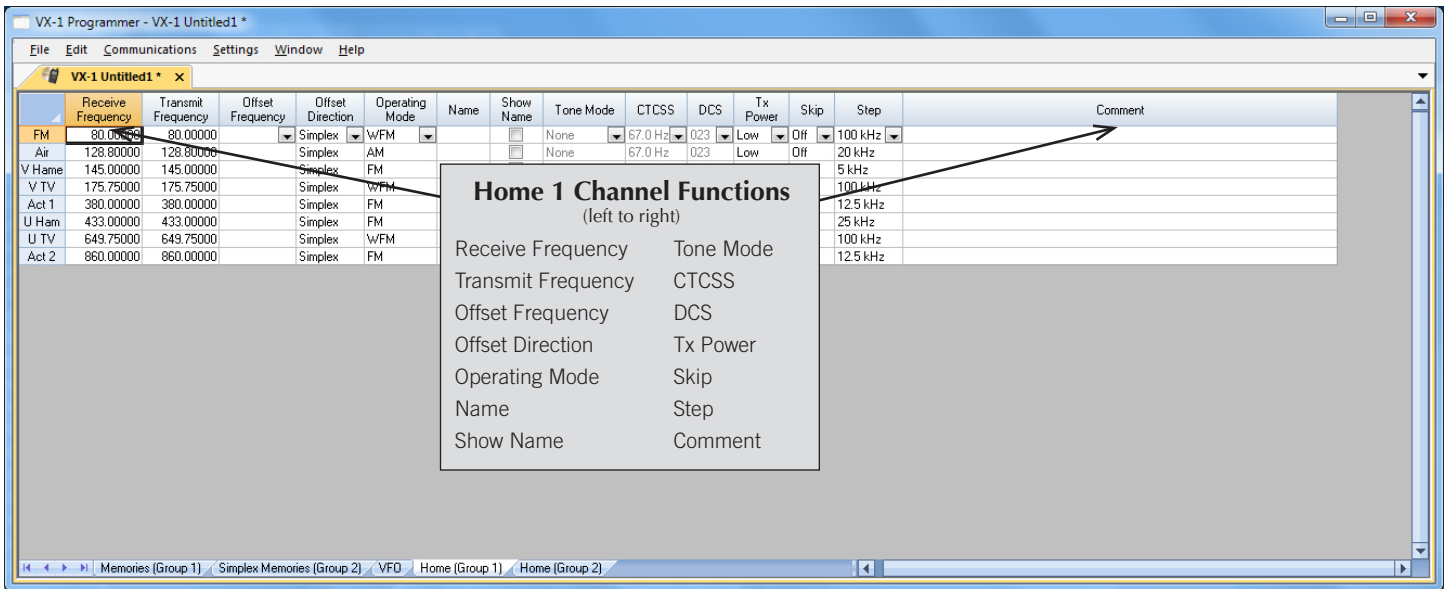 VX-1 Programmer - VX-1 Untitled1 *
File Edit Communications Settings Window Help
VX-1 Untitled1 * x
Receive Frequency Transmit Frequency Offset Frequency Offset Direction Operating Mode Name Show Name Tone Mode CTCSS DCS Tx Power Skip Step Comment
FM 80.00000 80.00000 Simplex WFM None 67.0 Hz 023 Low Off 100 kHz
Air 128.80000 128.80000 Simplex AM None 67.0 Hz 023 Low Off 20 kHz
V Hame 145.00000 145.00000 Simplex FM 5 kHz
V TV 175.75000 175.75000 Simplex WFM 100 kHz
Act 1 380.00000 380.00000 Simplex FM 12.5 kHz
U Ham 433.00000 433.00000 Simplex FM 25 kHz
U TV 649.75000 649.75000 Simplex WFM 100 kHz
Act 2 860.00000 860.00000 Simplex FM 12.5 kHz
Home 1 Channel Functions
(left to right)
Receive Frequency Tone Mode
Transmit Frequency CTCSS
Offset Frequency DCS
Offset Direction Tx Power
Operating Mode Skip
Name Step
Show Name Comment
Memories (Group 1) Simplex Memories (Group 2) VFO Home (Group 1) Home (Group 2)